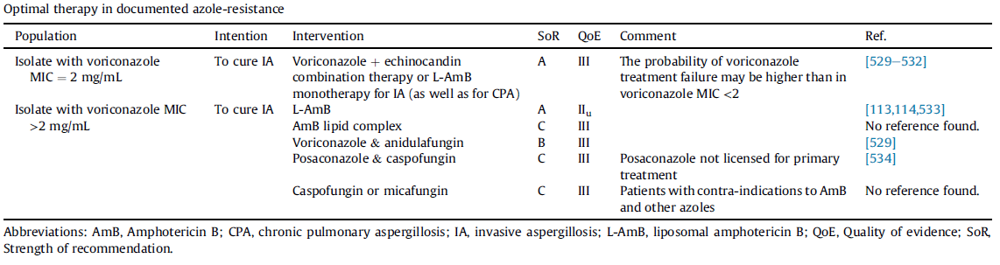 Optimal therapy in documented azole-resistance
Population Intention Intervention SoR QoE Comment Ref.
Isolate with voriconazole To cure IA Voriconazole + echinocandin A III The probability of voriconazole [529–532]
MIC = 2 mg/mL combination therapy or L-AmB treatment failure may be higher than in
monotherapy for IA (as well as for CPA) voriconazole MIC <2
Isolate with voriconazole MIC To cure IA L-AmB A IIu [113,114,533]
>2 mg/mL AmB lipid complex C III No reference found.
Voriconazole & anidulafungin B III [529]
Posaconazole & caspofungin C III Posaconazole not licensed for primary [534]
treatment
Caspofungin or micafungin C III Patients with contra-indications to AmB No reference found.
and other azoles
Abbreviations: AmB, Amphotericin B; CPA, chronic pulmonary aspergillosis; IA, invasive aspergillosis; L-AmB, liposomal amphotericin B; QoE, Quality of evidence; SoR,
Strength of recommendation.